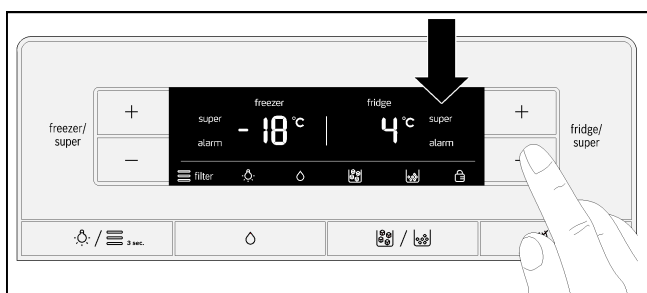 freezer fridge
super - 18 °C 4 °C super
alarm alarm
filter
freezer/
super
+
−
+
fridge/
super
/ 3 sec.
/